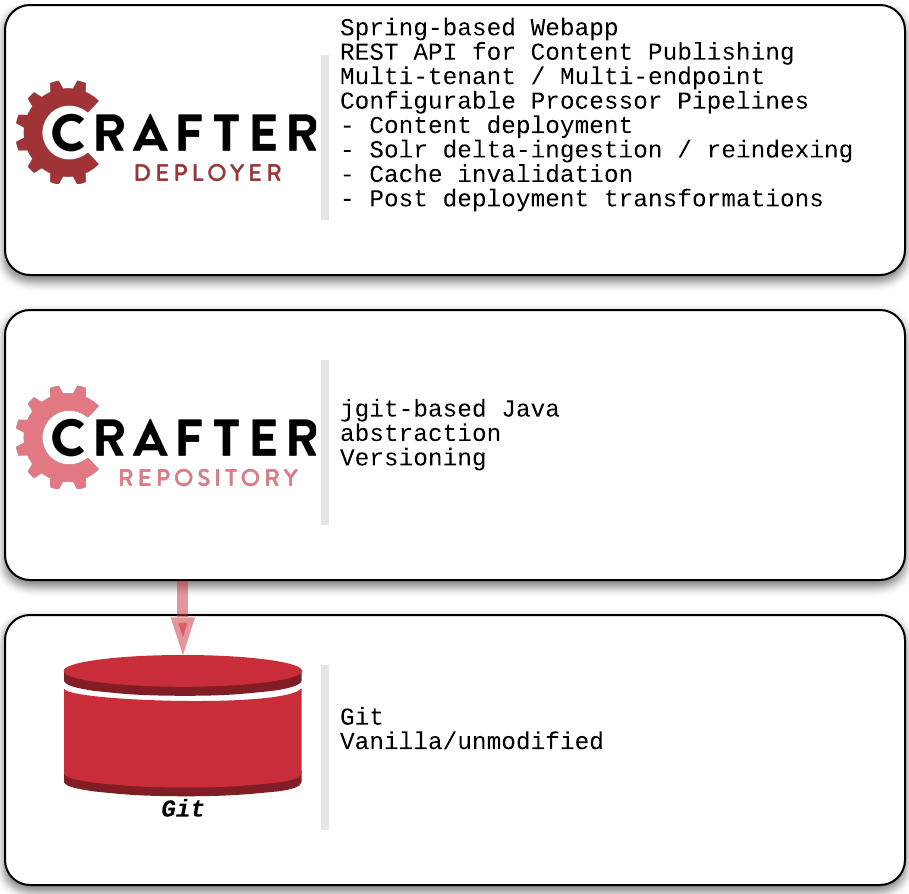 CRAFTER
DEPLOYER
Spring-based Webapp
REST API for Content Publishing
Multi-tenant / Multi-endpoint
Configurable Processor Pipelines
- Content deployment
- Solr delta-ingestion / reindexing
- Cache invalidation
- Post deployment transformations
CRAFTER
REPOSITORY
jgit-based Java
abstraction
Versioning
Git
Git
Vanilla/unmodified